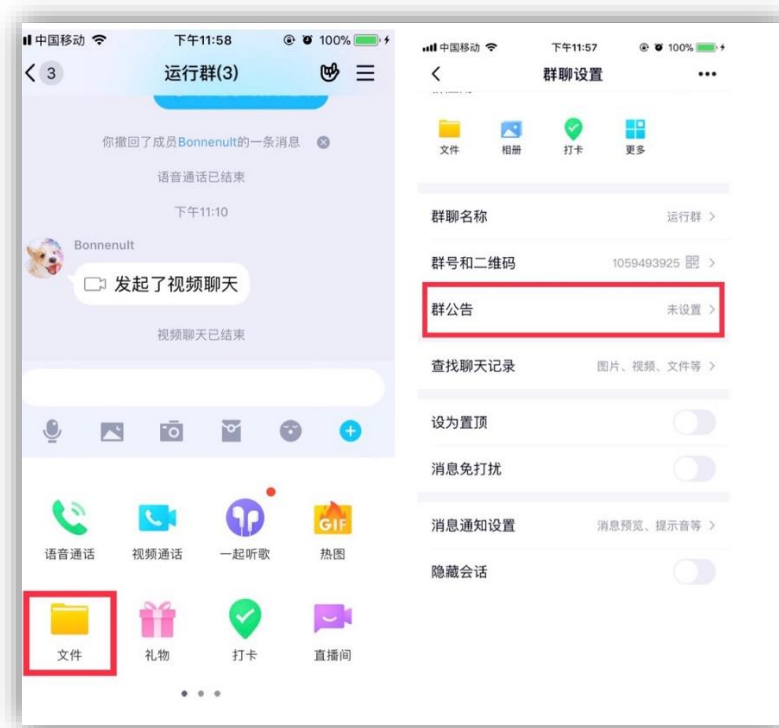 中国移动 下午11:58 100%
3 运行群(3)
你撤回了成员Bonnenult的一条消息
语音通话已结束
下午11:10
Bonnenult
发起了视频聊天
视频聊天已结束
语音通话 视频通话 一起听歌 热图
GIF
文件 礼物 打卡 直播间
中国移动 下午11:57 100%
群聊设置
文件 相册 打卡 更多
群聊名称 运行群
群号和二维码 1059493925
群公告 未设置
查找聊天记录 图片、视频、文件等
设为置顶
消息免打扰
消息通知设置 消息预览、提示音等
隐藏会话